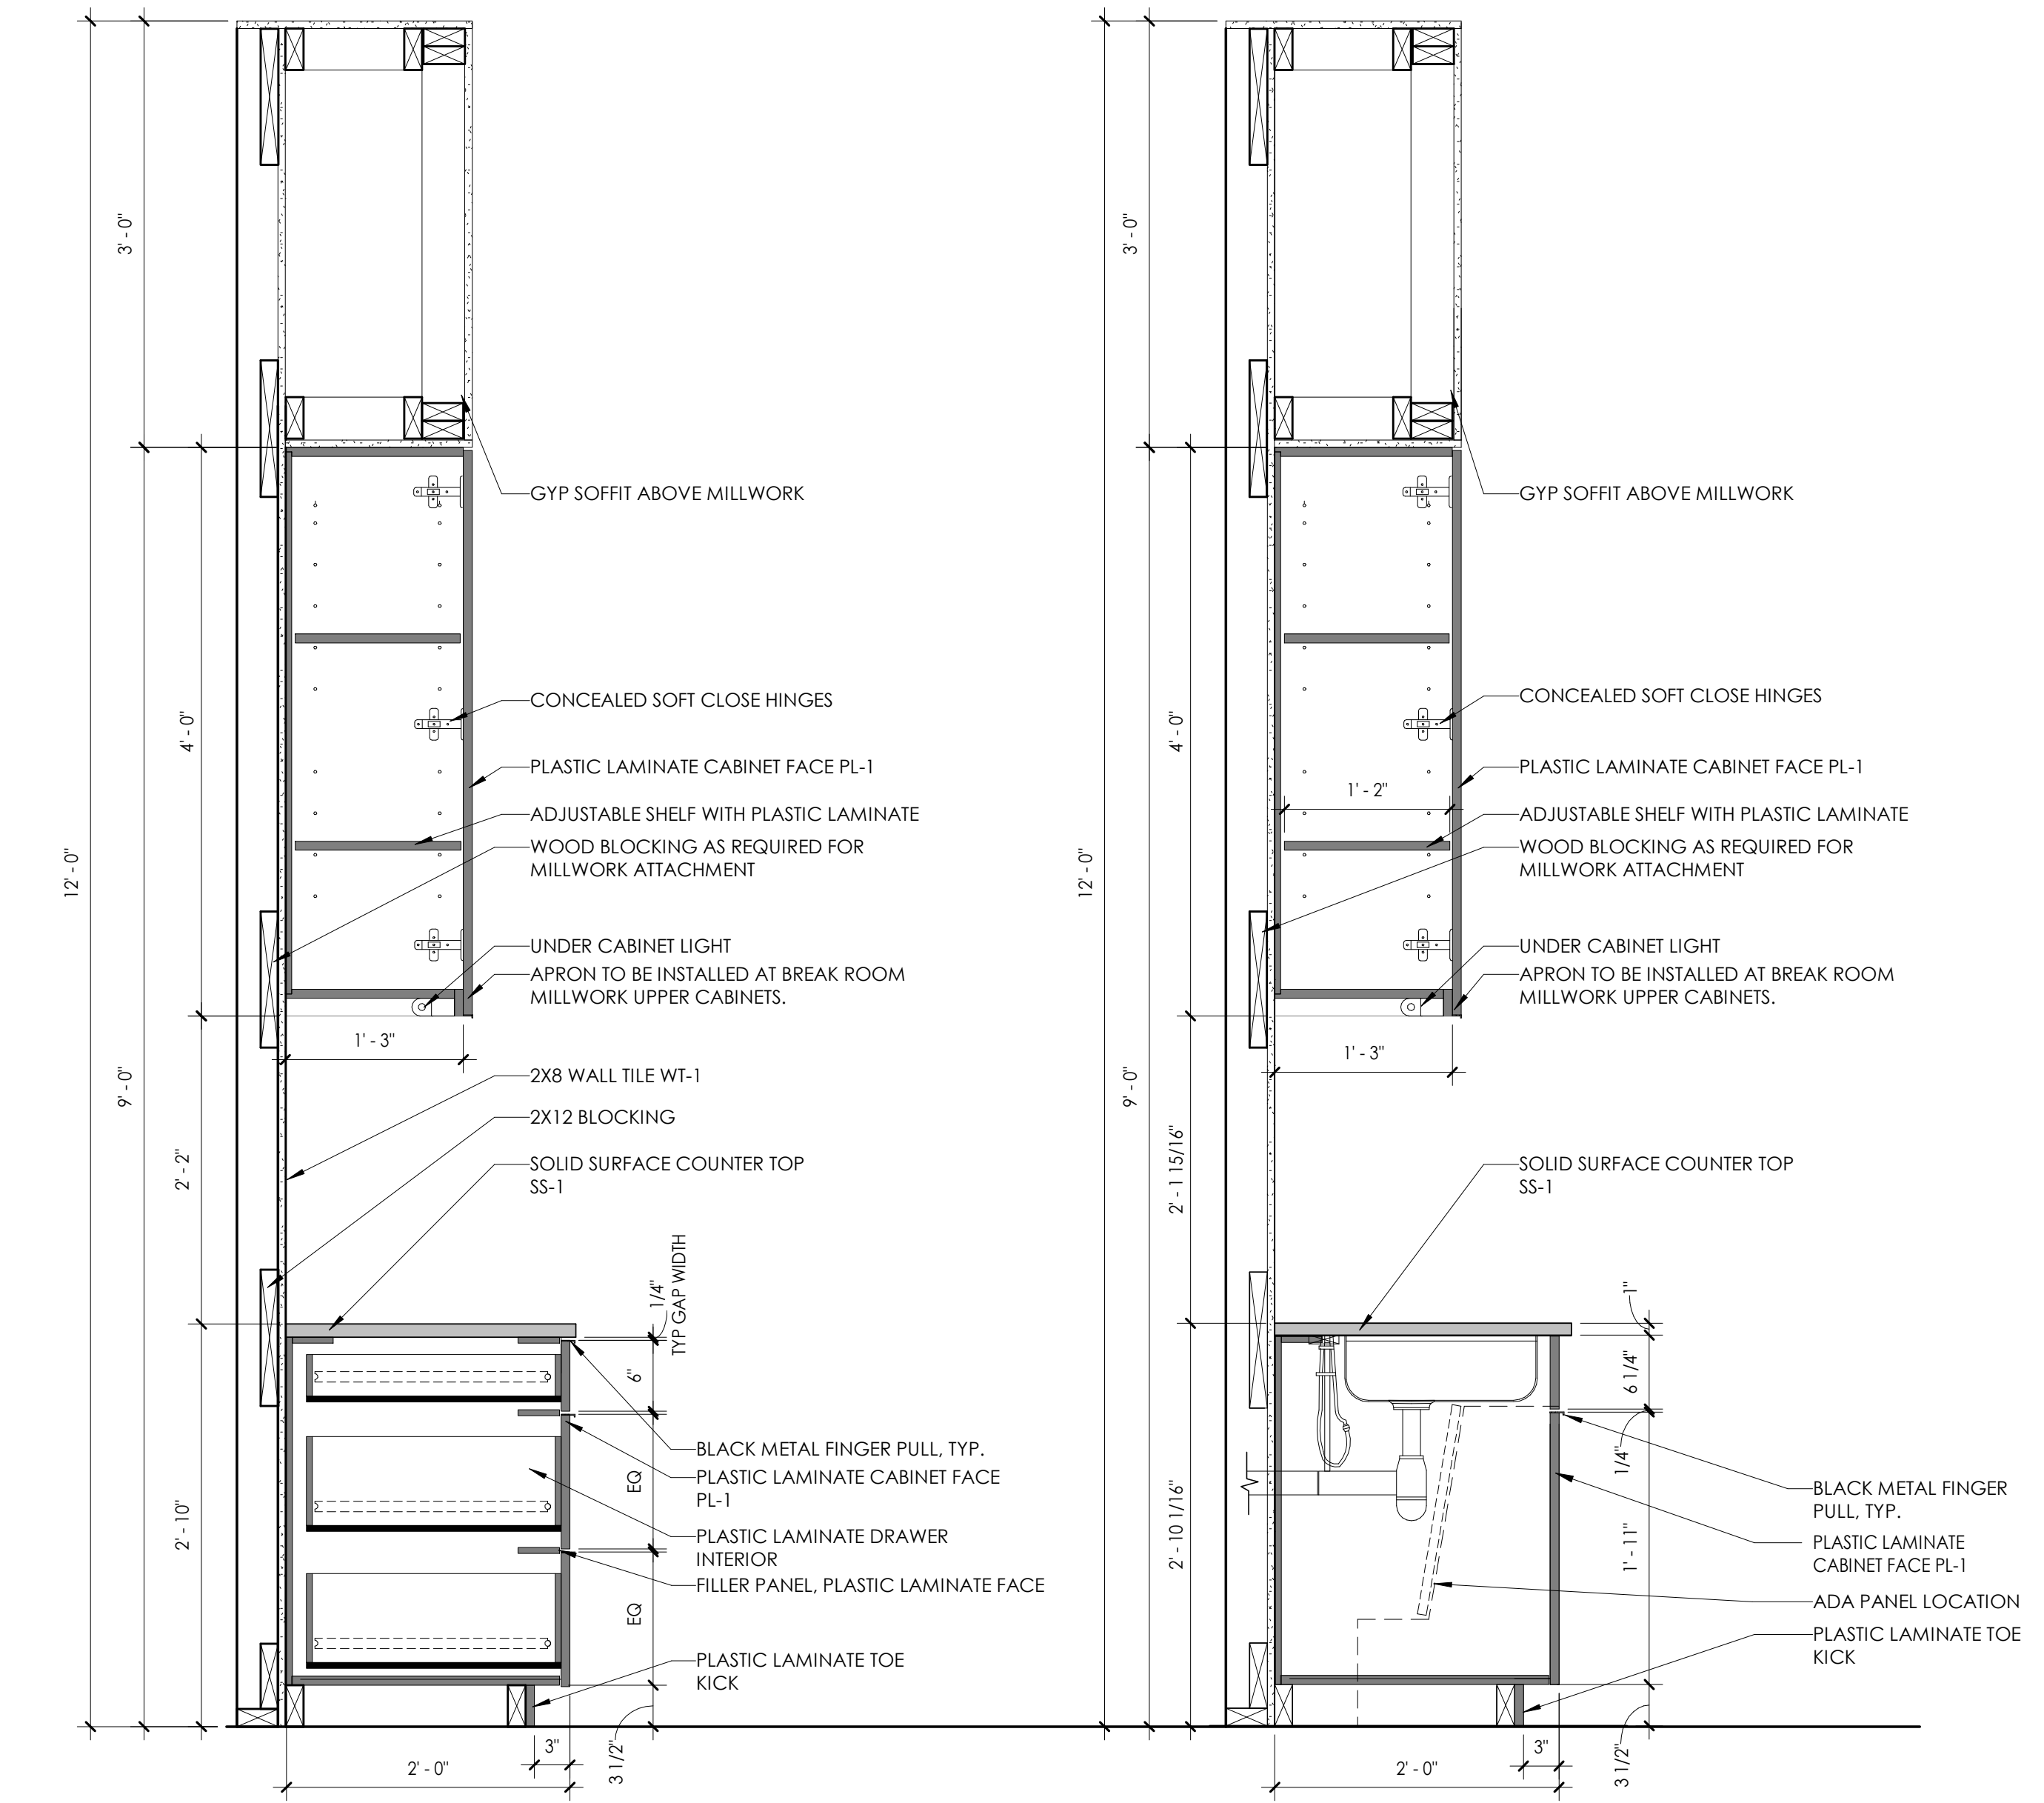 3' - 0"
12' - 0"
9' - 0"
4' - 0"
2' - 2"
2' - 10"
GYP SOFFIT ABOVE MILLWORK
CONCEALED SOFT CLOSE HINGES
PLASTIC LAMINATE CABINET FACE PL-1
ADJUSTABLE SHELF WITH PLASTIC LAMINATE
WOOD BLOCKING AS REQUIRED FOR
MILLWORK ATTACHMENT
UNDER CABINET LIGHT
APRON TO BE INSTALLED AT BREAK ROOM
MILLWORK UPPER CABINETS.
1' - 3"
2X8 WALL TILE WT-1
2X12 BLOCKING
SOLID SURFACE COUNTER TOP
SS-1
1/4"
TYP GAP WIDTH
6"
EQ
EQ
BLACK METAL FINGER PULL, TYP.
PLASTIC LAMINATE CABINET FACE
PL-1
PLASTIC LAMINATE DRAWER
INTERIOR
FILLER PANEL, PLASTIC LAMINATE FACE
PLASTIC LAMINATE TOE
KICK
3"
3 1/2"
2' - 0"
3' - 0"
12' - 0"
9' - 0"
4' - 0"
2' - 1 15/16"
2' - 10 1/16"
GYP SOFFIT ABOVE MILLWORK
CONCEALED SOFT CLOSE HINGES
PLASTIC LAMINATE CABINET FACE PL-1
1' - 2"
ADJUSTABLE SHELF WITH PLASTIC LAMINATE
WOOD BLOCKING AS REQUIRED FOR
MILLWORK ATTACHMENT
UNDER CABINET LIGHT
APRON TO BE INSTALLED AT BREAK ROOM
MILLWORK UPPER CABINETS.
1' - 3"
SOLID SURFACE COUNTER TOP
SS-1
1"
6 1/4"
1/4"
1' - 11"
BLACK METAL FINGER
PULL, TYP.
PLASTIC LAMINATE
CABINET FACE PL-1
ADA PANEL LOCATION
PLASTIC LAMINATE TOE
KICK
3"
3 1/2"
2' - 0"